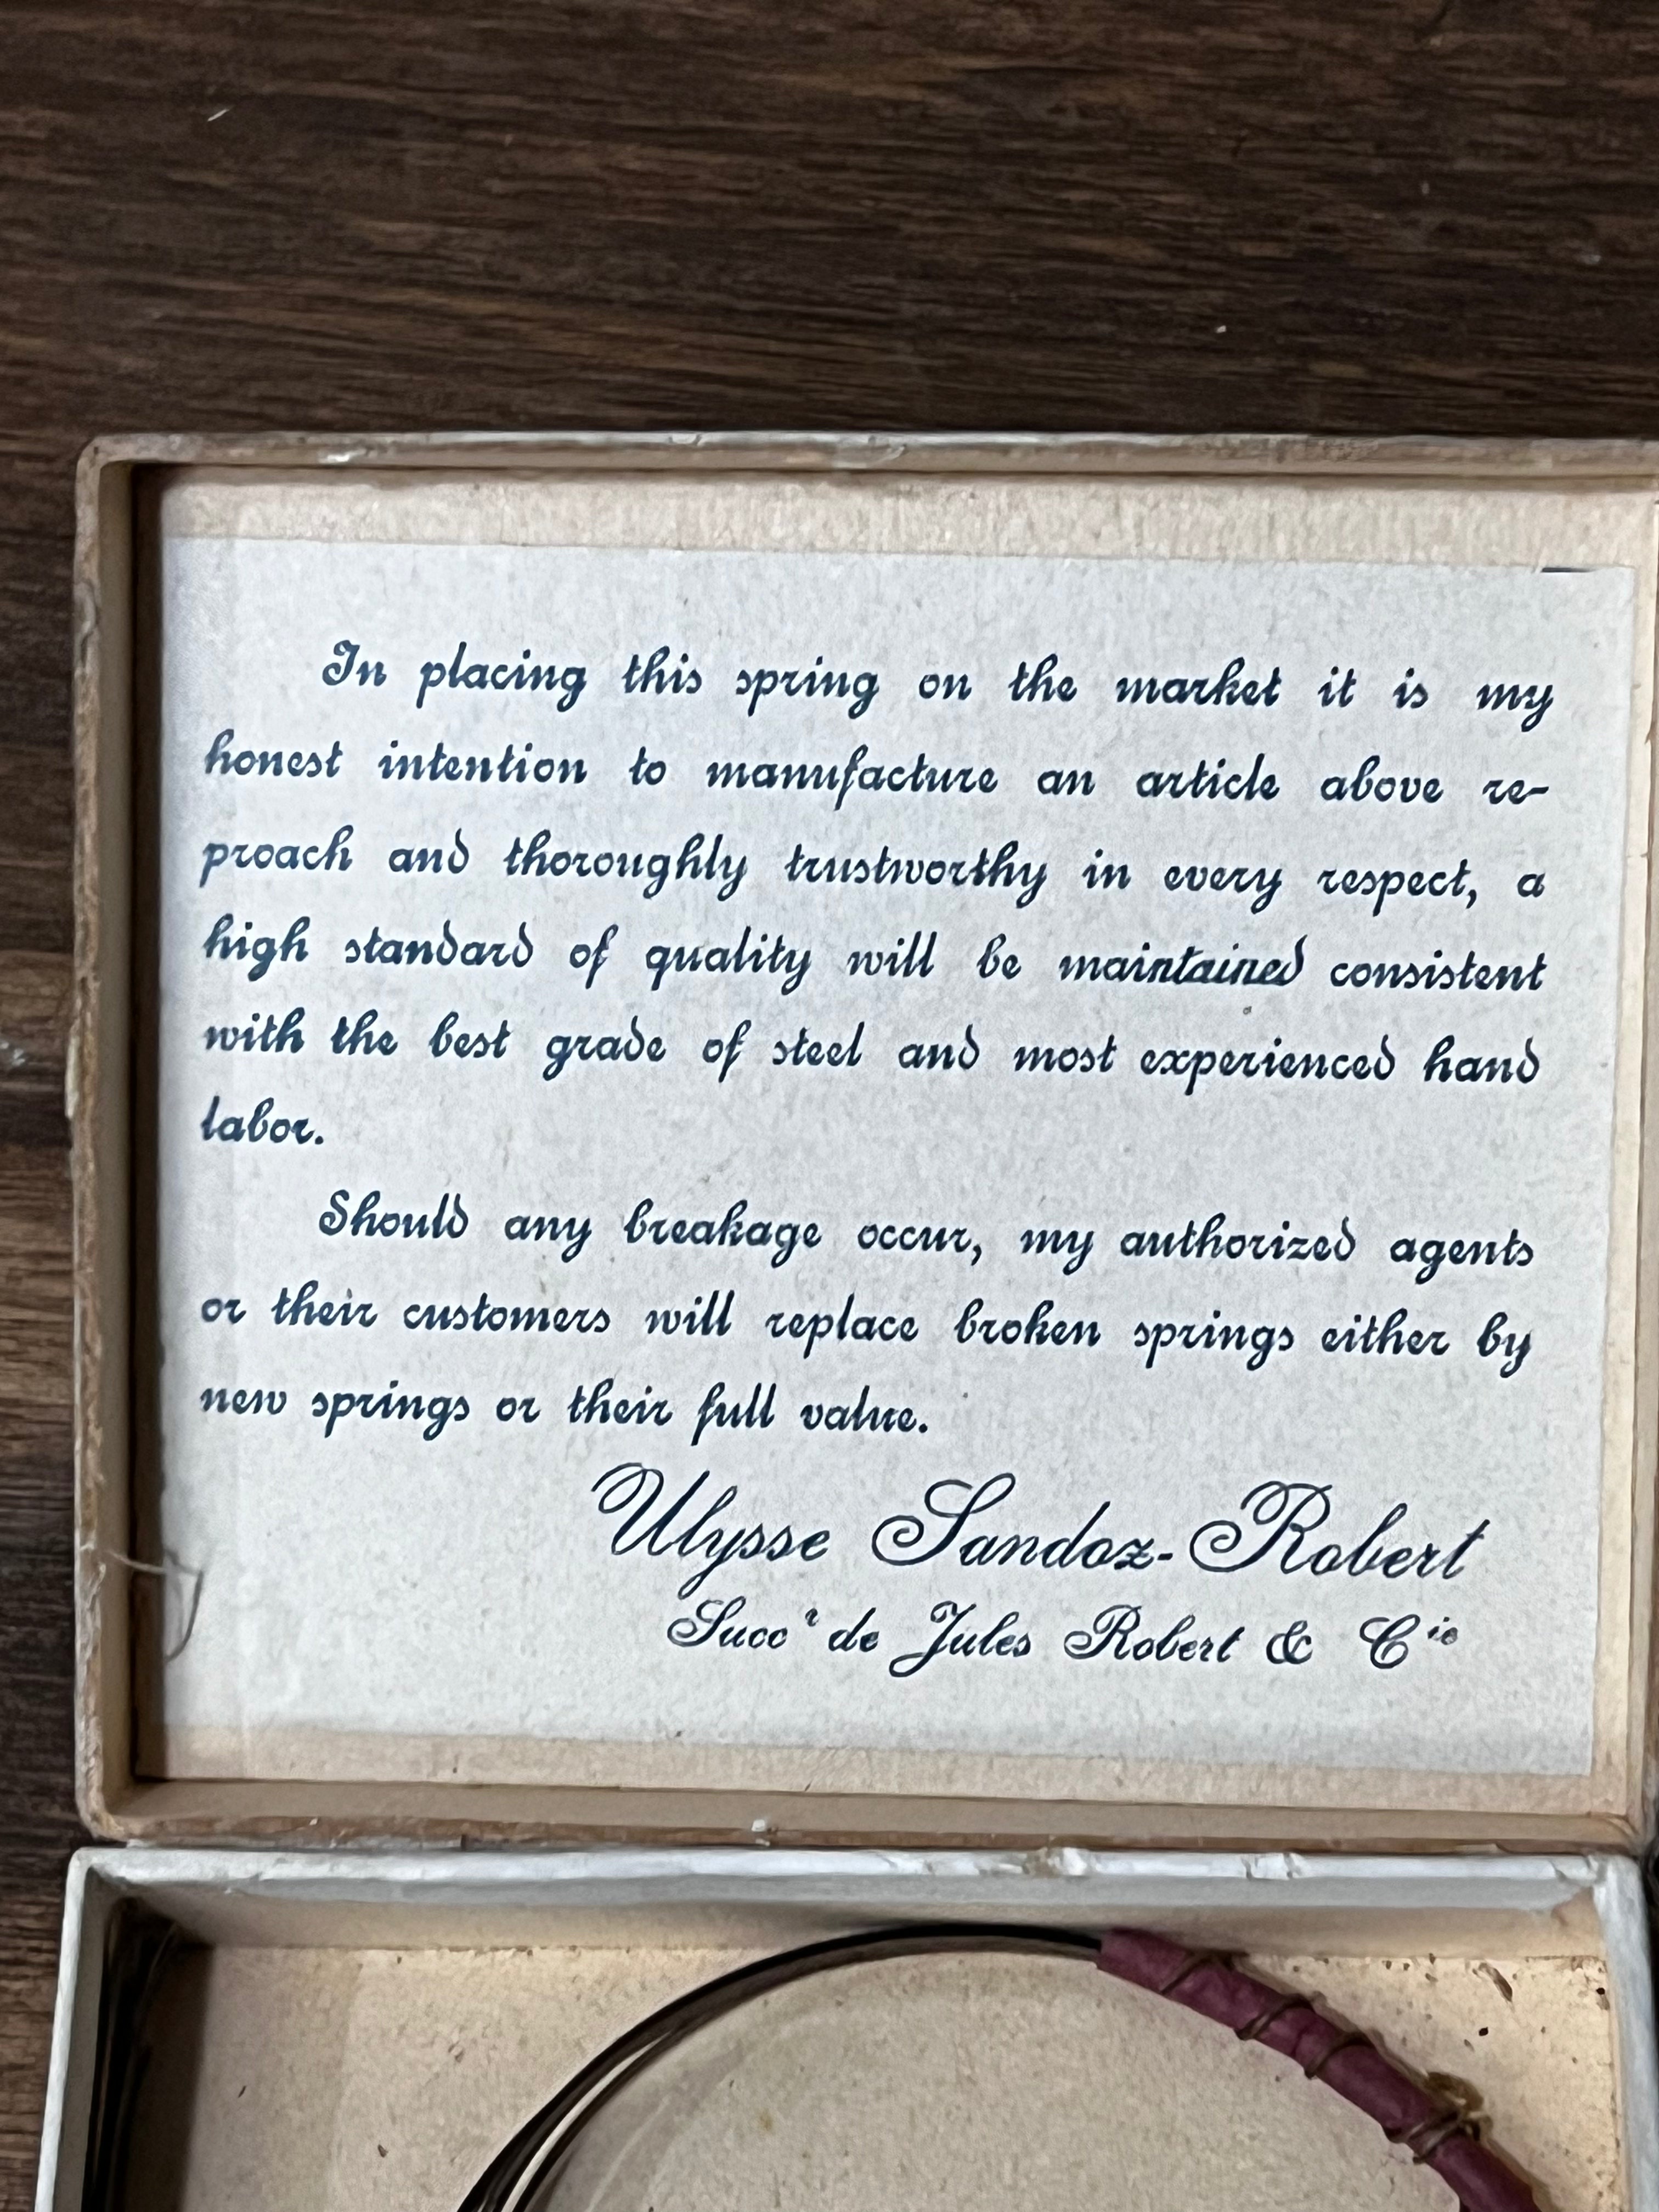 In placing this spring on the market it is my
honest intention to manufacture an article above re-
proach and thoroughly trustworthy in every respect, a
high standard of quality will be maintained consistent
with the best grade of steel and most experienced hand
labor.
Should any breakage occur, my authorized agents
or their customers will replace broken springs either by
new springs or their full value.
Ulysse Sandoz-Robert
Succʳ de Jules Robert & Cⁱᵉ